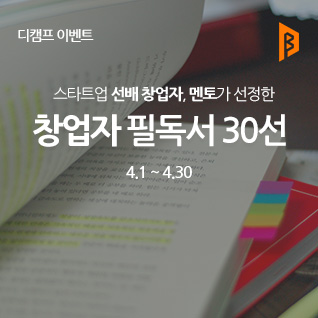 디캠프 이벤트
스타트업 선배 창업자, 멘토가 선정한
창업자 필독서 30선
4.1 ~ 4.30